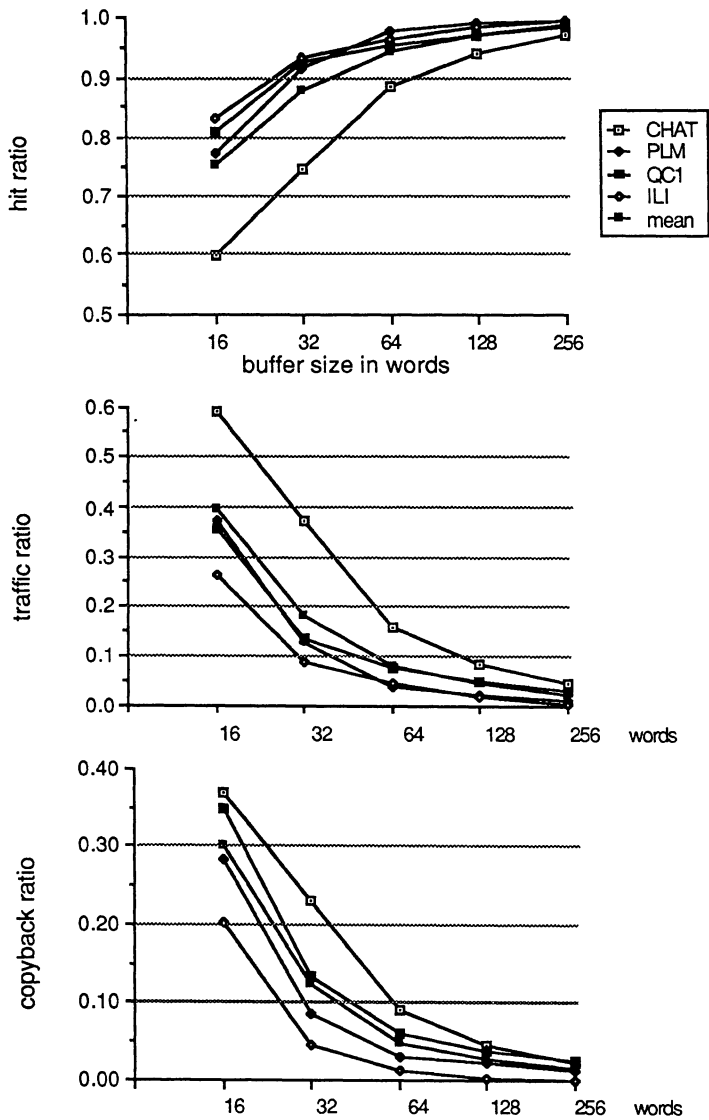 1.0
0.9
0.8
0.7
0.6
0.5
hit ratio
16 32 64 128 256
buffer size in words
CHAT
PLM
QC1
ILI
mean
0.6
0.5
0.4
0.3
0.2
0.1
0.0
traffic ratio
16 32 64 128 256 words
0.40
0.30
0.20
0.10
0.00
copyback ratio
16 32 64 128 256 words